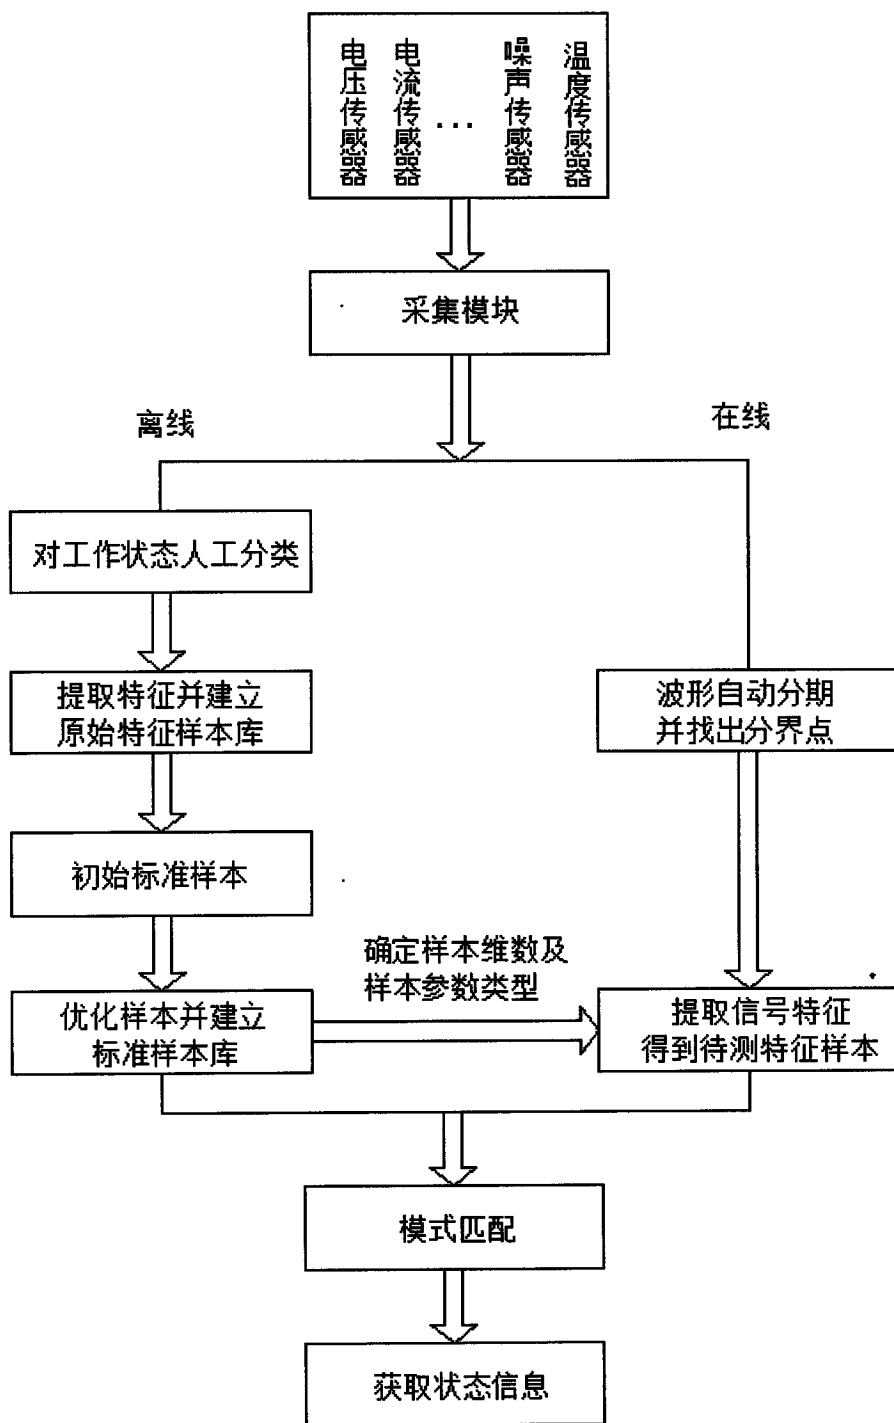 电压传感器
电流传感器
...
噪声传感器
温度传感器
采集模块
离线
在线
对工作状态人工分类
提取特征并建立
原始特征样本库
波形自动分期
并找出分界点
初始标准样本
确定样本维数及
样本参数类型
优化样本并建立
标准样本库
提取信号特征
得到待测特征样本
模式匹配
获取状态信息